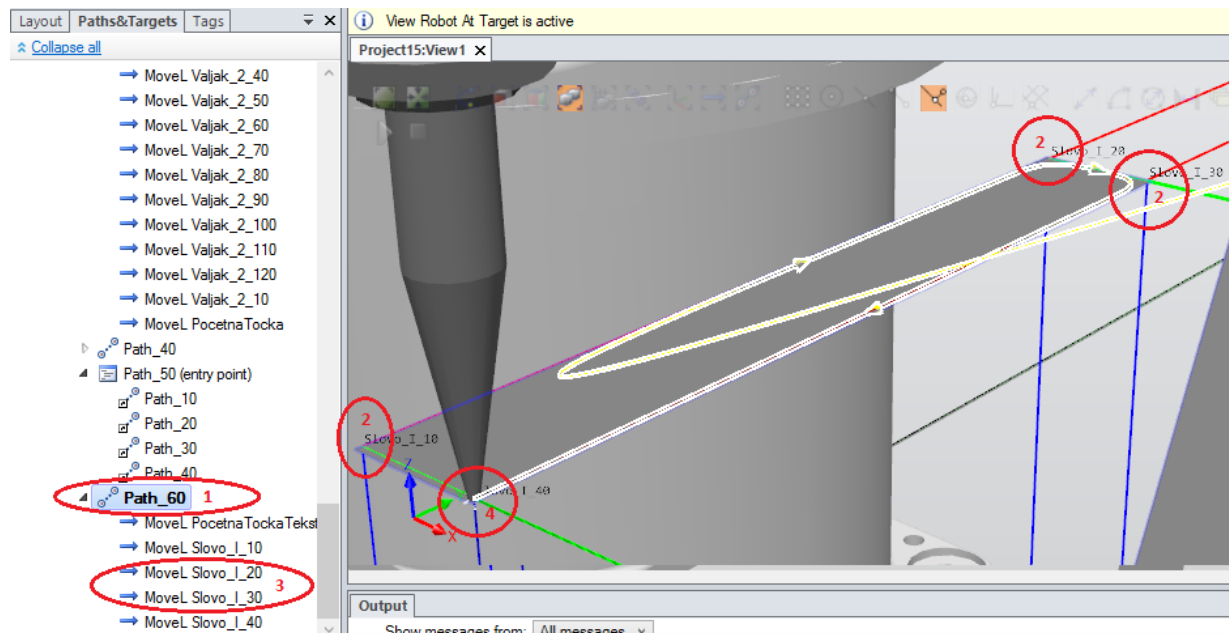 Layout Paths&Targets Tags
Collapse all
MoveL Valjak_2_40
MoveL Valjak_2_50
MoveL Valjak_2_60
MoveL Valjak_2_70
MoveL Valjak_2_80
MoveL Valjak_2_90
MoveL Valjak_2_100
MoveL Valjak_2_110
MoveL Valjak_2_120
MoveL Valjak_2_10
MoveL PocetnaTocka
Path_40
Path_50 (entry point)
Path_10
Path_20
Path_30
Path_40
Path_60 1
MoveL PocetnaTockaTekst
MoveL Slovo_I_10
MoveL Slovo_I_20
3
MoveL Slovo_I_30
MoveL Slovo_I_40
View Robot At Target is active
Project15:View1
2 Slovo_I_20
Slovo_I_30
2
2
Slovo_I_10
Z
Slovo_I_40
4
X
Output
Show messages from: All messages